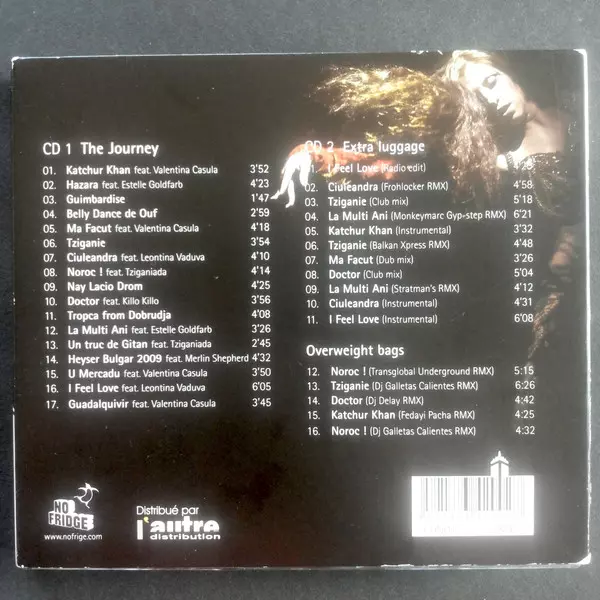 CD 1 The Journey
01. Katchur Khan feat. Valentina Casula 3'52
02. Hazara feat. Estelle Goldfarb 4'23
03. Guimbardise 1'47
04. Belly Dance de Ouf 2'59
05. Ma Facut feat. Valentina Casula 4'18
06. Tziganie 3'54
07. Ciuleandra feat. Leontina Vaduva 4'10
08. Noroc ! feat. Tziganiada 4'14
09. Nay Lacio Drom 4'25
10. Doctor feat. Killo Killo 3'56
11. Tropca from Dobrudja 4'08
12. La Multi Ani feat. Estelle Goldfarb 3'26
13. Un truc de Gitan feat. Tziganiada 2'45
14. Heyser Bulgar 2009 feat. Merlin Shepherd 4'32
15. U Mercadu feat. Valentina Casula 3'50
16. I Feel Love feat. Leontina Vaduva 6'05
17. Guadalquivir feat. Valentina Casula 3'45
CD 2 Extra luggage
01. I Feel Love (Radio edit)
02. Ciuleandra (Frohlocker RMX) 4'58
03. Tziganie (Club mix) 5'18
04. La Multi Ani (Monkeymarc Gyp-step RMX) 6'21
05. Katchur Khan (Instrumental) 3'32
06. Tziganie (Balkan Xpress RMX) 4'48
07. Ma Facut (Dub mix) 3'26
08. Doctor (Club mix) 5'04
09. La Multi Ani (Stratman's RMX) 4'12
10. Ciuleandra (Instrumental) 4'31
11. I Feel Love (Instrumental) 6'08
Overweight bags
12. Noroc ! (Transglobal Underground RMX) 5:15
13. Tziganie (Dj Galletas Calientes RMX) 6:26
14. Doctor (Dj Delay RMX) 4:42
15. Katchur Khan (Fedayi Pacha RMX) 4:25
16. Noroc ! (Dj Galletas Calientes RMX) 4:32
NO
FRIDGE
www.nofrige.com
Distribué par
l'autre
distribution